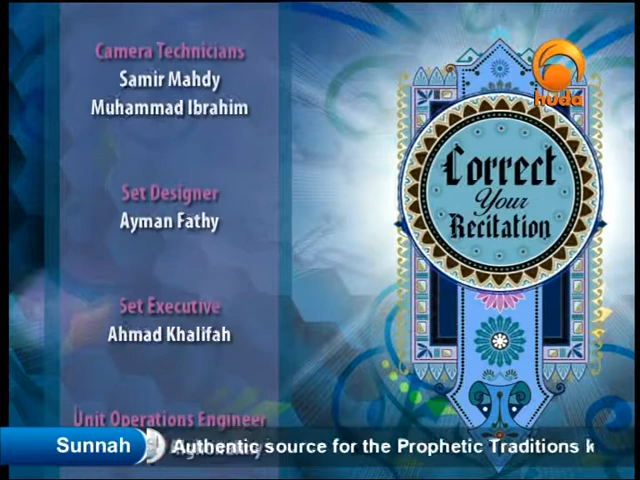 Camera Technicians
Samir Mahdy
Muhammad Ibrahim
Set Designer
Ayman Fathy
Set Executive
Ahmad Khalifah
Unit Operations Engineer
huda
Correct
Your
Recitation
Sunnah
Authentic source for the Prophetic Traditions k